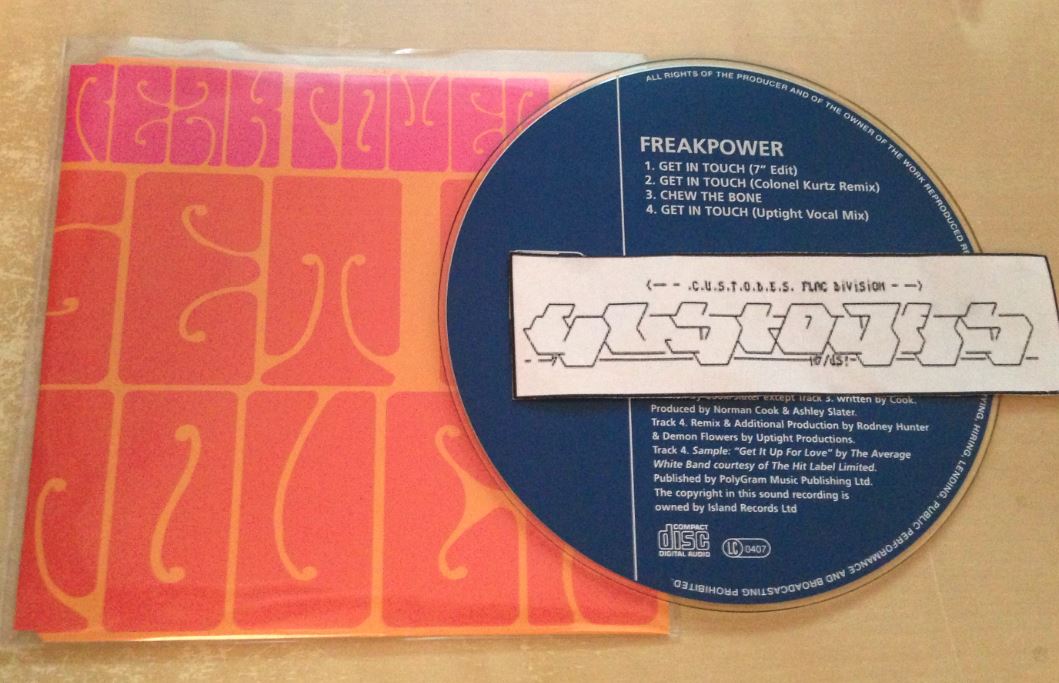 FREAKPOWER
1. GET IN TOUCH (7" Edit)
2. GET IN TOUCH (Colonel Kurtz Remix)
3. CHEW THE BONE
4. GET IN TOUCH (Uptight Vocal Mix)
<-- - .C.U.S.T.O.D.E.S. FLAC DiViSiON - -->
CUSTODES
by Cook/Slater except Track 3. written by Cook.
Produced by Norman Cook & Ashley Slater.
Track 4. Remix & Additional Production by Rodney Hunter
& Demon Flowers by Uptight Productions.
Track 4. Sample: "Get It Up For Love" by The Average
White Band courtesy of The Hit Label Limited.
Published by PolyGram Music Publishing Ltd.
The copyright in this sound recording is
owned by Island Records Ltd
COMPACT
disc
DIGITAL AUDIO
LC 0407
ALL RIGHTS OF THE PRODUCER AND OF THE OWNER OF THE WORK REPRODUCED
HIRING, LENDING, PUBLIC PERFORMANCE AND BROADCASTING PROHIBITED.